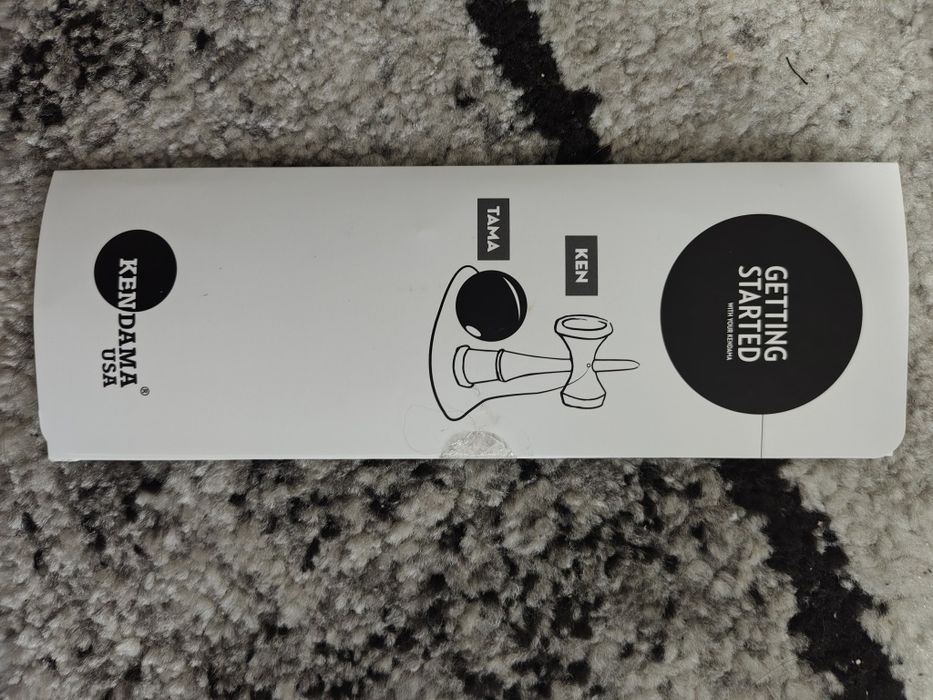 GETTING
STARTED
WITH YOUR KENDAMA
KEN
TAMA
KENDAMA®
USA